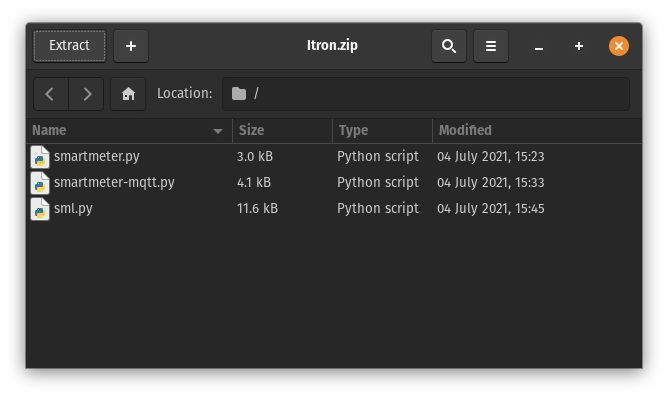 Extract + Itron.zip
Location: /
Name Size Type Modified
smartmeter.py 3.0 kB Python script 04 July 2021, 15:23
smartmeter-mqtt.py 4.1 kB Python script 04 July 2021, 15:33
sml.py 11.6 kB Python script 04 July 2021, 15:45